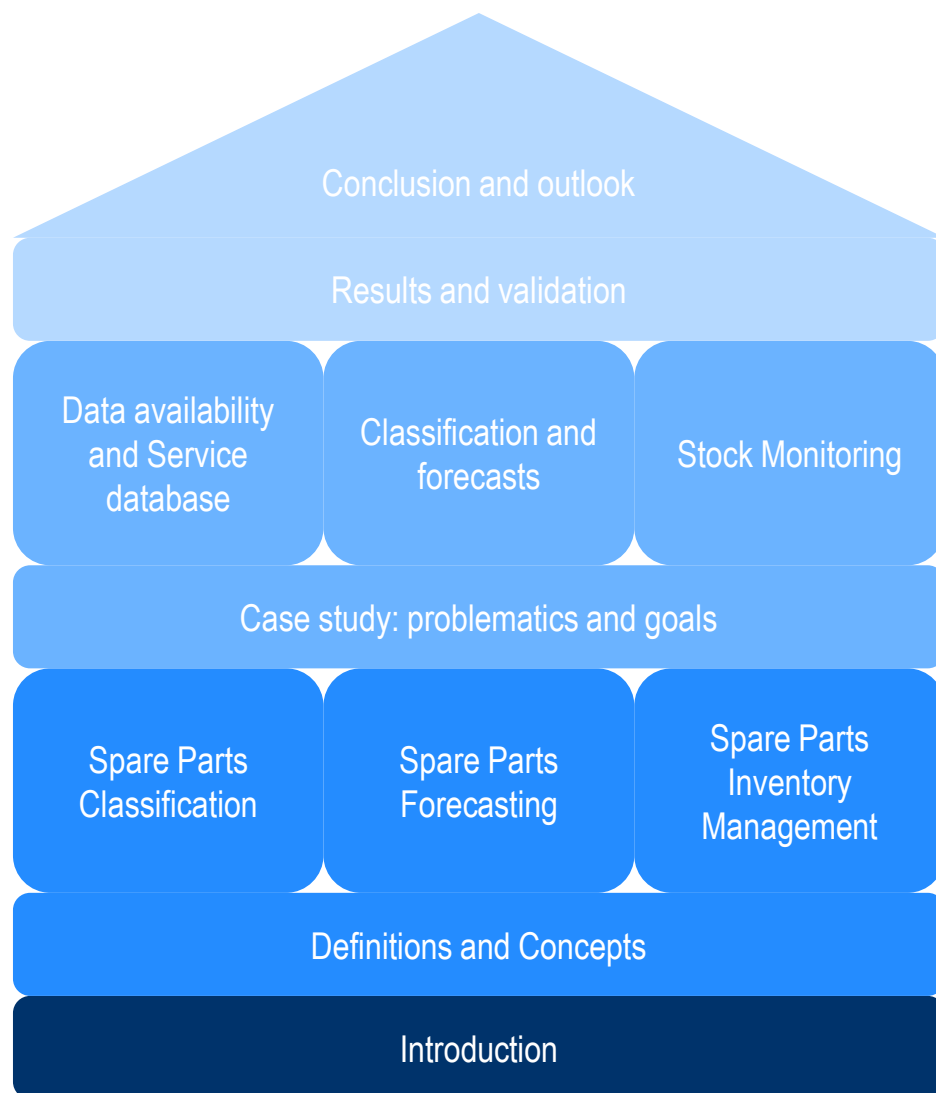 Conclusion and outlook
Results and validation
Data availability
and Service
database
Classification and
forecasts
Stock Monitoring
Case study: problematics and goals
Spare Parts
Classification
Spare Parts
Forecasting
Spare Parts
Inventory
Management
Definitions and Concepts
Introduction